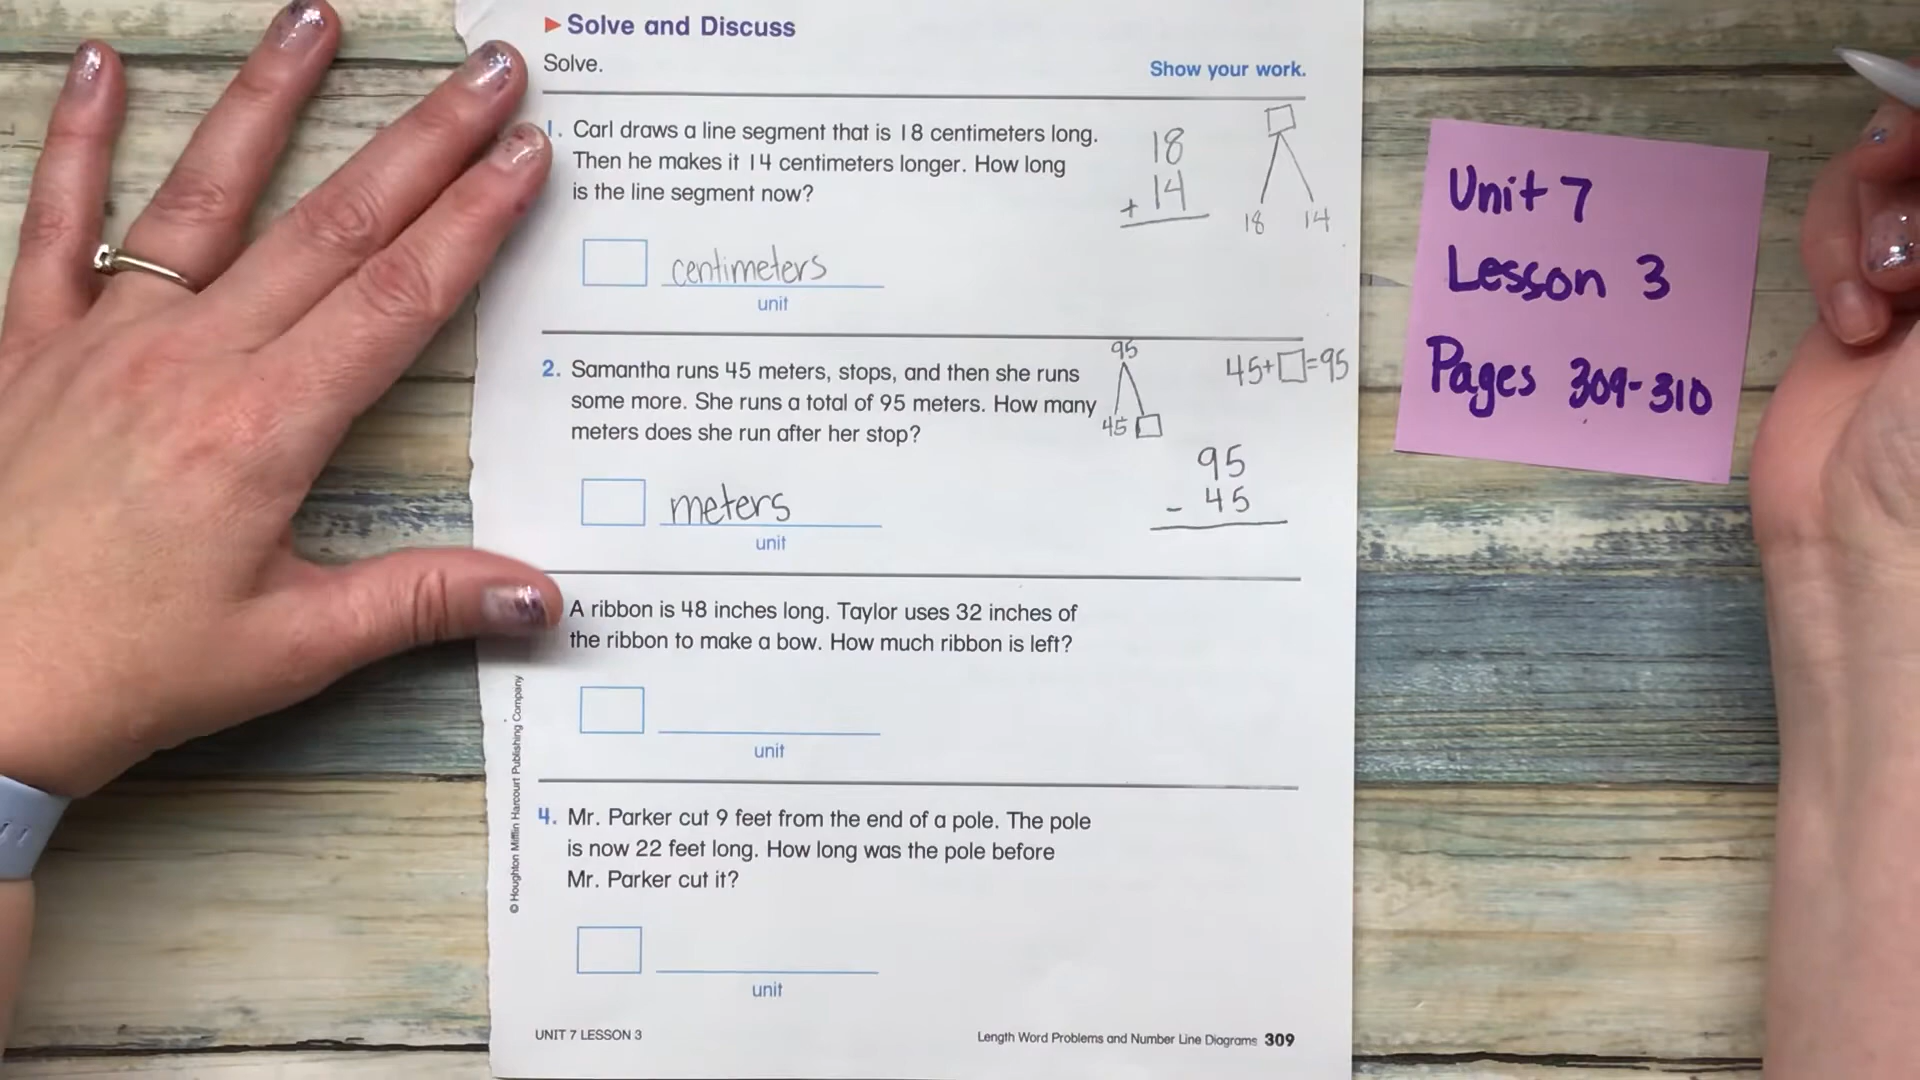 ► Solve and Discuss
Solve.
Show your work.
1. Carl draws a line segment that is 18 centimeters long.
Then he makes it 14 centimeters longer. How long
is the line segment now?
18
+ 14
18 14
centimeters
unit
2. Samantha runs 45 meters, stops, and then she runs
some more. She runs a total of 95 meters. How many
meters does she run after her stop?
95
45 □
45+□=95
95
- 45
meters
unit
A ribbon is 48 inches long. Taylor uses 32 inches of
the ribbon to make a bow. How much ribbon is left?
unit
4. Mr. Parker cut 9 feet from the end of a pole. The pole
is now 22 feet long. How long was the pole before
Mr. Parker cut it?
unit
© Houghton Mifflin Harcourt Publishing Company
UNIT 7 LESSON 3
Length Word Problems and Number Line Diagrams 309
Unit 7
Lesson 3
Pages 309-310